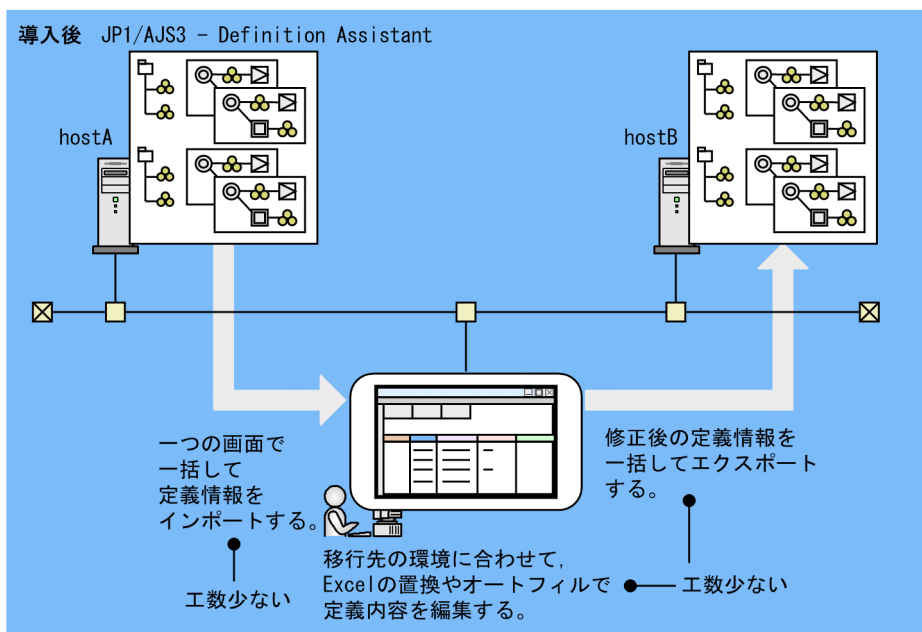 導入後 JP1/AJS3 - Definition Assistant
hostA
hostB
一つの画面で
一括して
定義情報を
インポートする。
工数少ない
移行先の環境に合わせて,
Excelの置換やオートフィルで
定義内容を編集する。
修正後の定義情報を
一括してエクスポート
する。
工数少ない